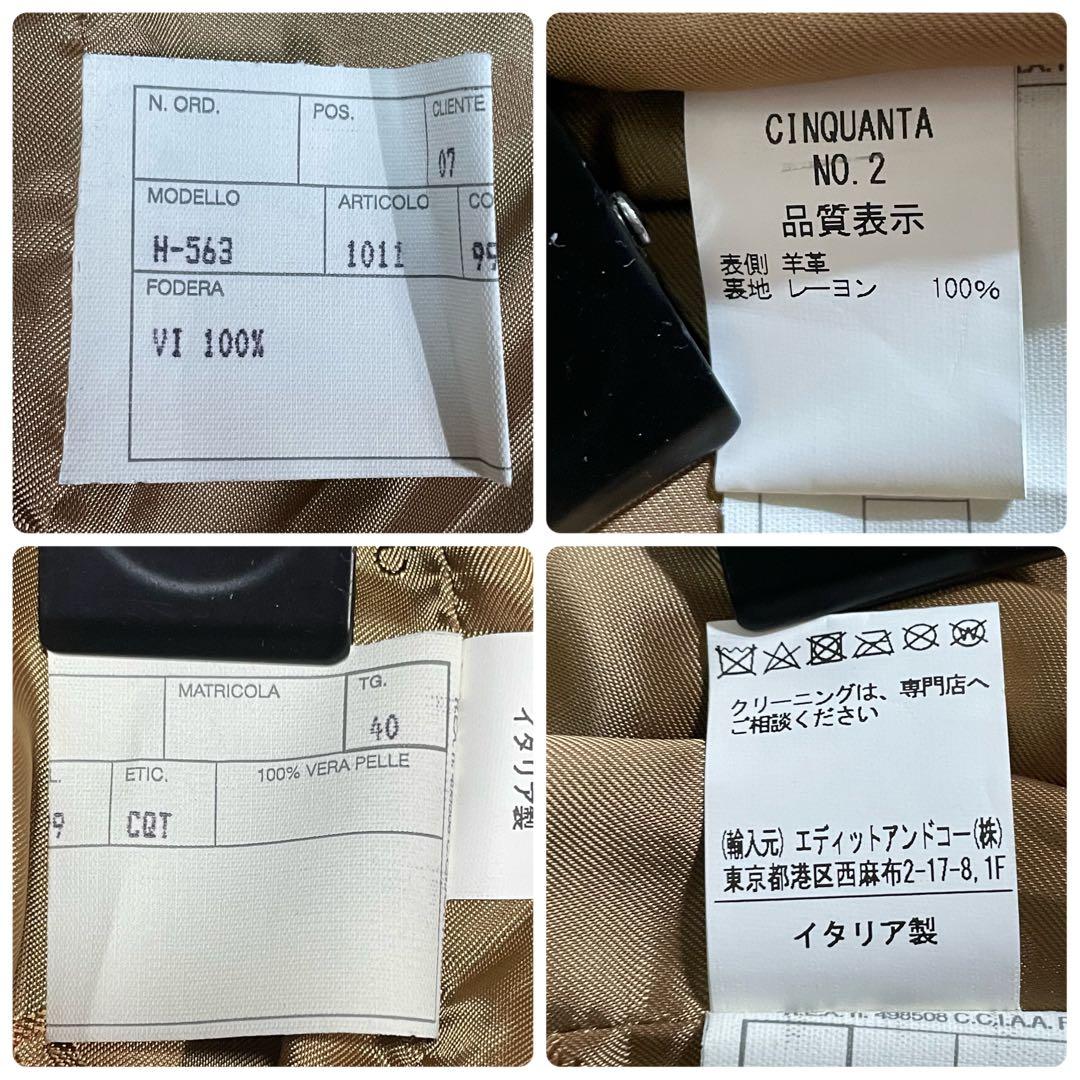 N. ORD.
POS.
CLIENTE
07
MODELLO
ARTICOLO
CO
H-563
1011
99
FODERA
VI 100%
CINQUANTA
NO.2
品質表示
表側 羊革
裏地 レーヨン 100%
MATRICOLA
TG.
40
L.
ETIC.
100% VERA PELLE
9
CQT
イタリア製
クリーニングは、専門店へ
ご相談ください
(輸入元) エディットアンドコー(株)
東京都港区西麻布2-17-8, 1F
イタリア製
R.E.A. n. 498508 C.C.I.A.A. F